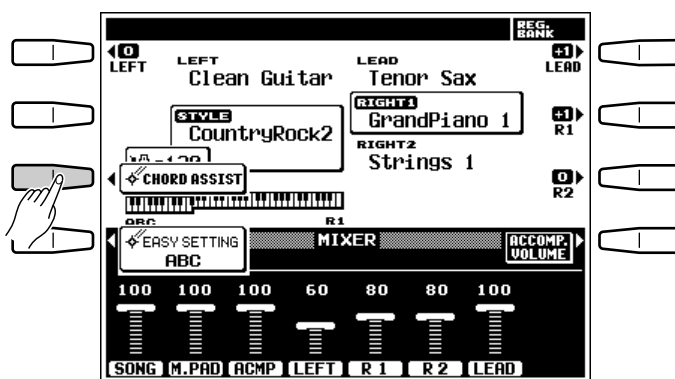 REG.
BANK
0
LEFT
LEFT
Clean Guitar
LEAD
Tenor Sax
+1
LEAD
STYLE
CountryRock2
RIGHT1
GrandPiano 1
+1
R1
RIGHT2
Strings 1
CHORD ASSIST
0
R2
ABC
R1
EASY SETTING
ABC
MIXER
ACCOMP.
VOLUME
100 100 100 60 80 80 100
SONG M.PAD ACMP LEFT R 1 R 2 LEAD